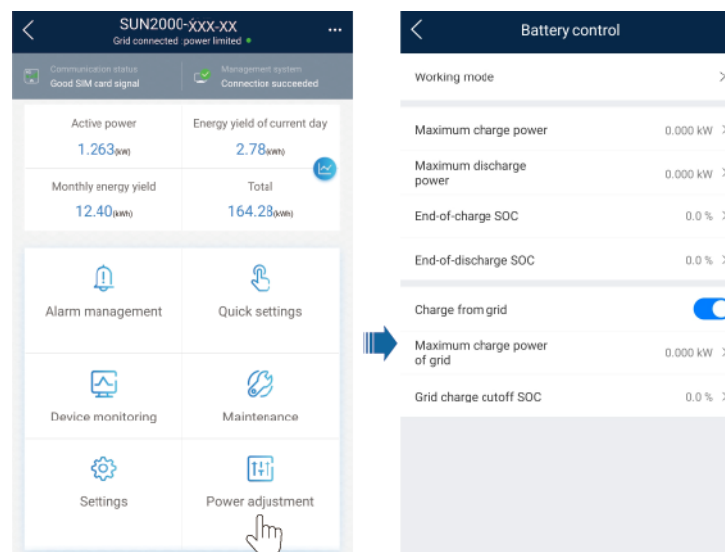 SUN2000-XXX-XX
Grid connected :power limited
Communication status
Good SIM card signal
Management system
Connection succeeded
Active power
1.263(kW)
Energy yield of current day
2.78(kWh)
Monthly energy yield
12.40(kWh)
Total
164.28(kWh)
Alarm management
Quick settings
Device monitoring
Maintenance
Settings
Power adjustment
Battery control
Working mode
Maximum charge power 0.000 kW
Maximum discharge
power
0.000 kW
End-of-charge SOC 0.0 %
End-of-discharge SOC 0.0 %
Charge from grid
Maximum charge power
of grid
0.000 kW
Grid charge cutoff SOC 0.0 %